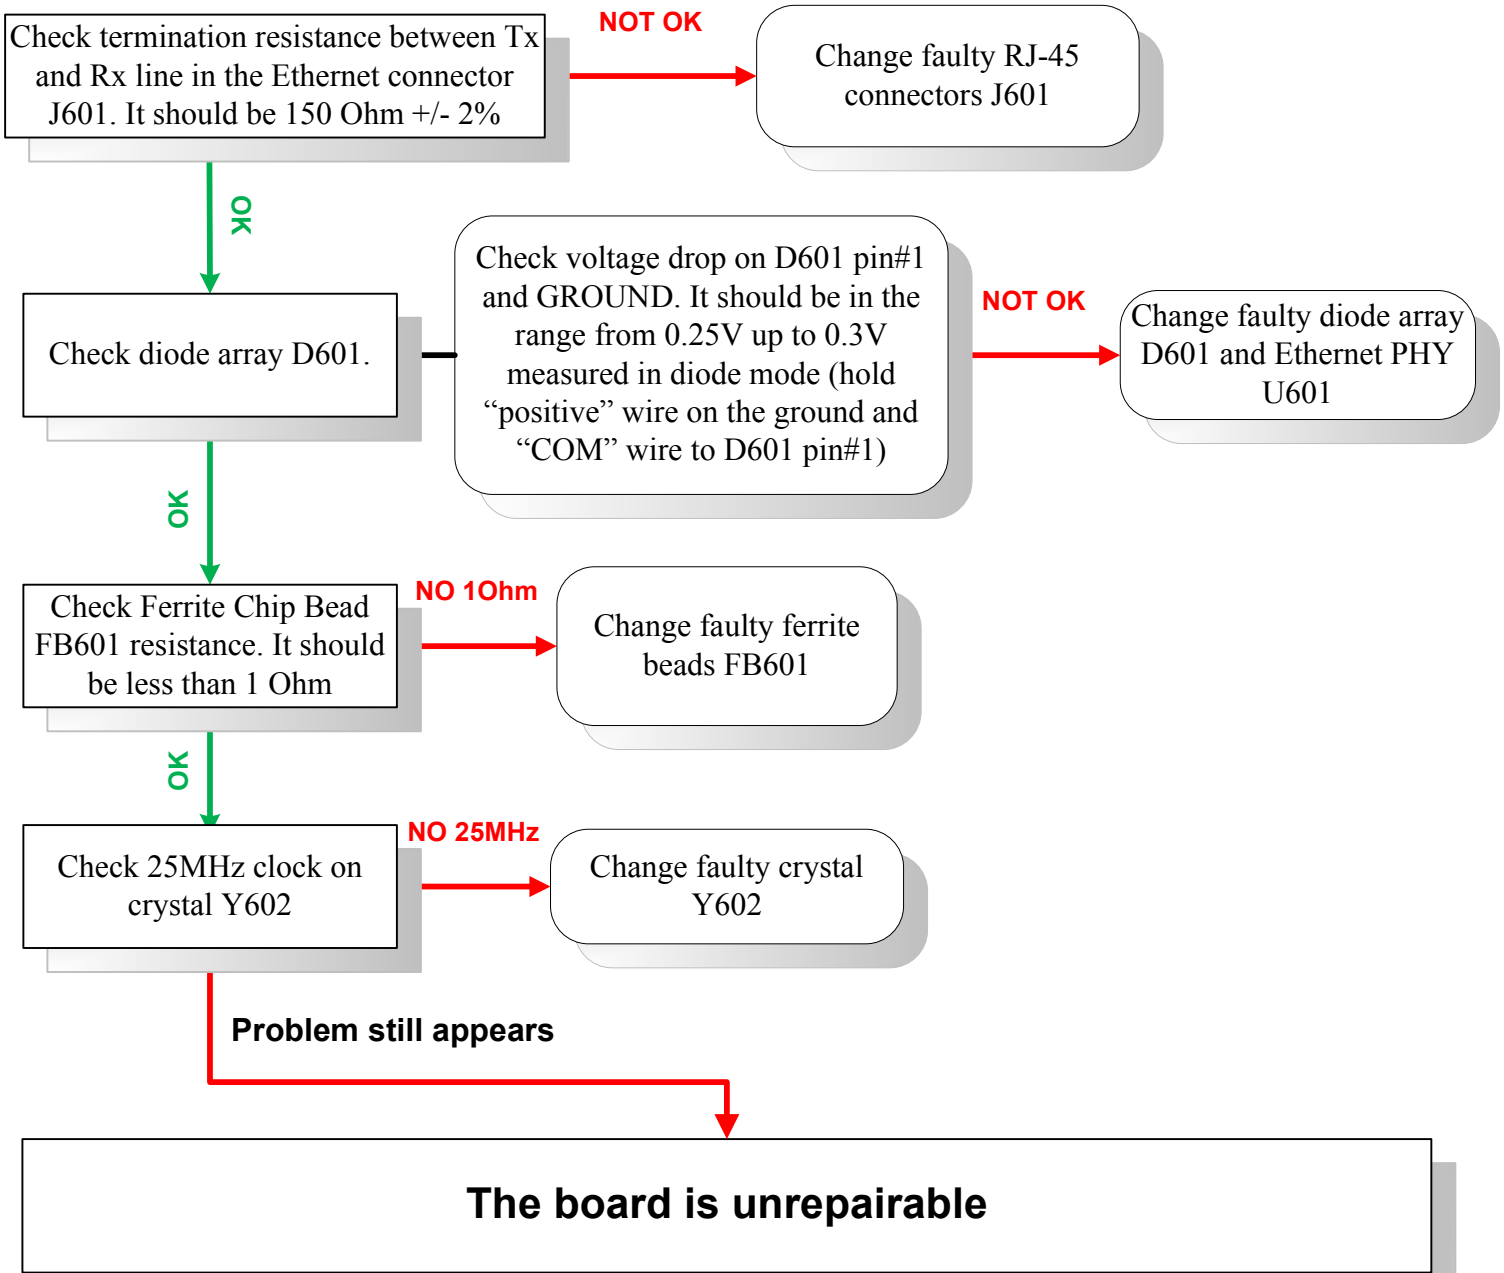 Check termination resistance between Tx
and Rx line in the Ethernet connector
J601. It should be 150 Ohm +/- 2%
NOT OK
Change faulty RJ-45
connectors J601
OK
Check diode array D601.
Check voltage drop on D601 pin#1
and GROUND. It should be in the
range from 0.25V up to 0.3V
measured in diode mode (hold
“positive” wire on the ground and
“COM” wire to D601 pin#1)
NOT OK
Change faulty diode array
D601 and Ethernet PHY
U601
OK
Check Ferrite Chip Bead
FB601 resistance. It should
be less than 1 Ohm
NO 1Ohm
Change faulty ferrite
beads FB601
OK
Check 25MHz clock on
crystal Y602
NO 25MHz
Change faulty crystal
Y602
Problem still appears
The board is unrepairable